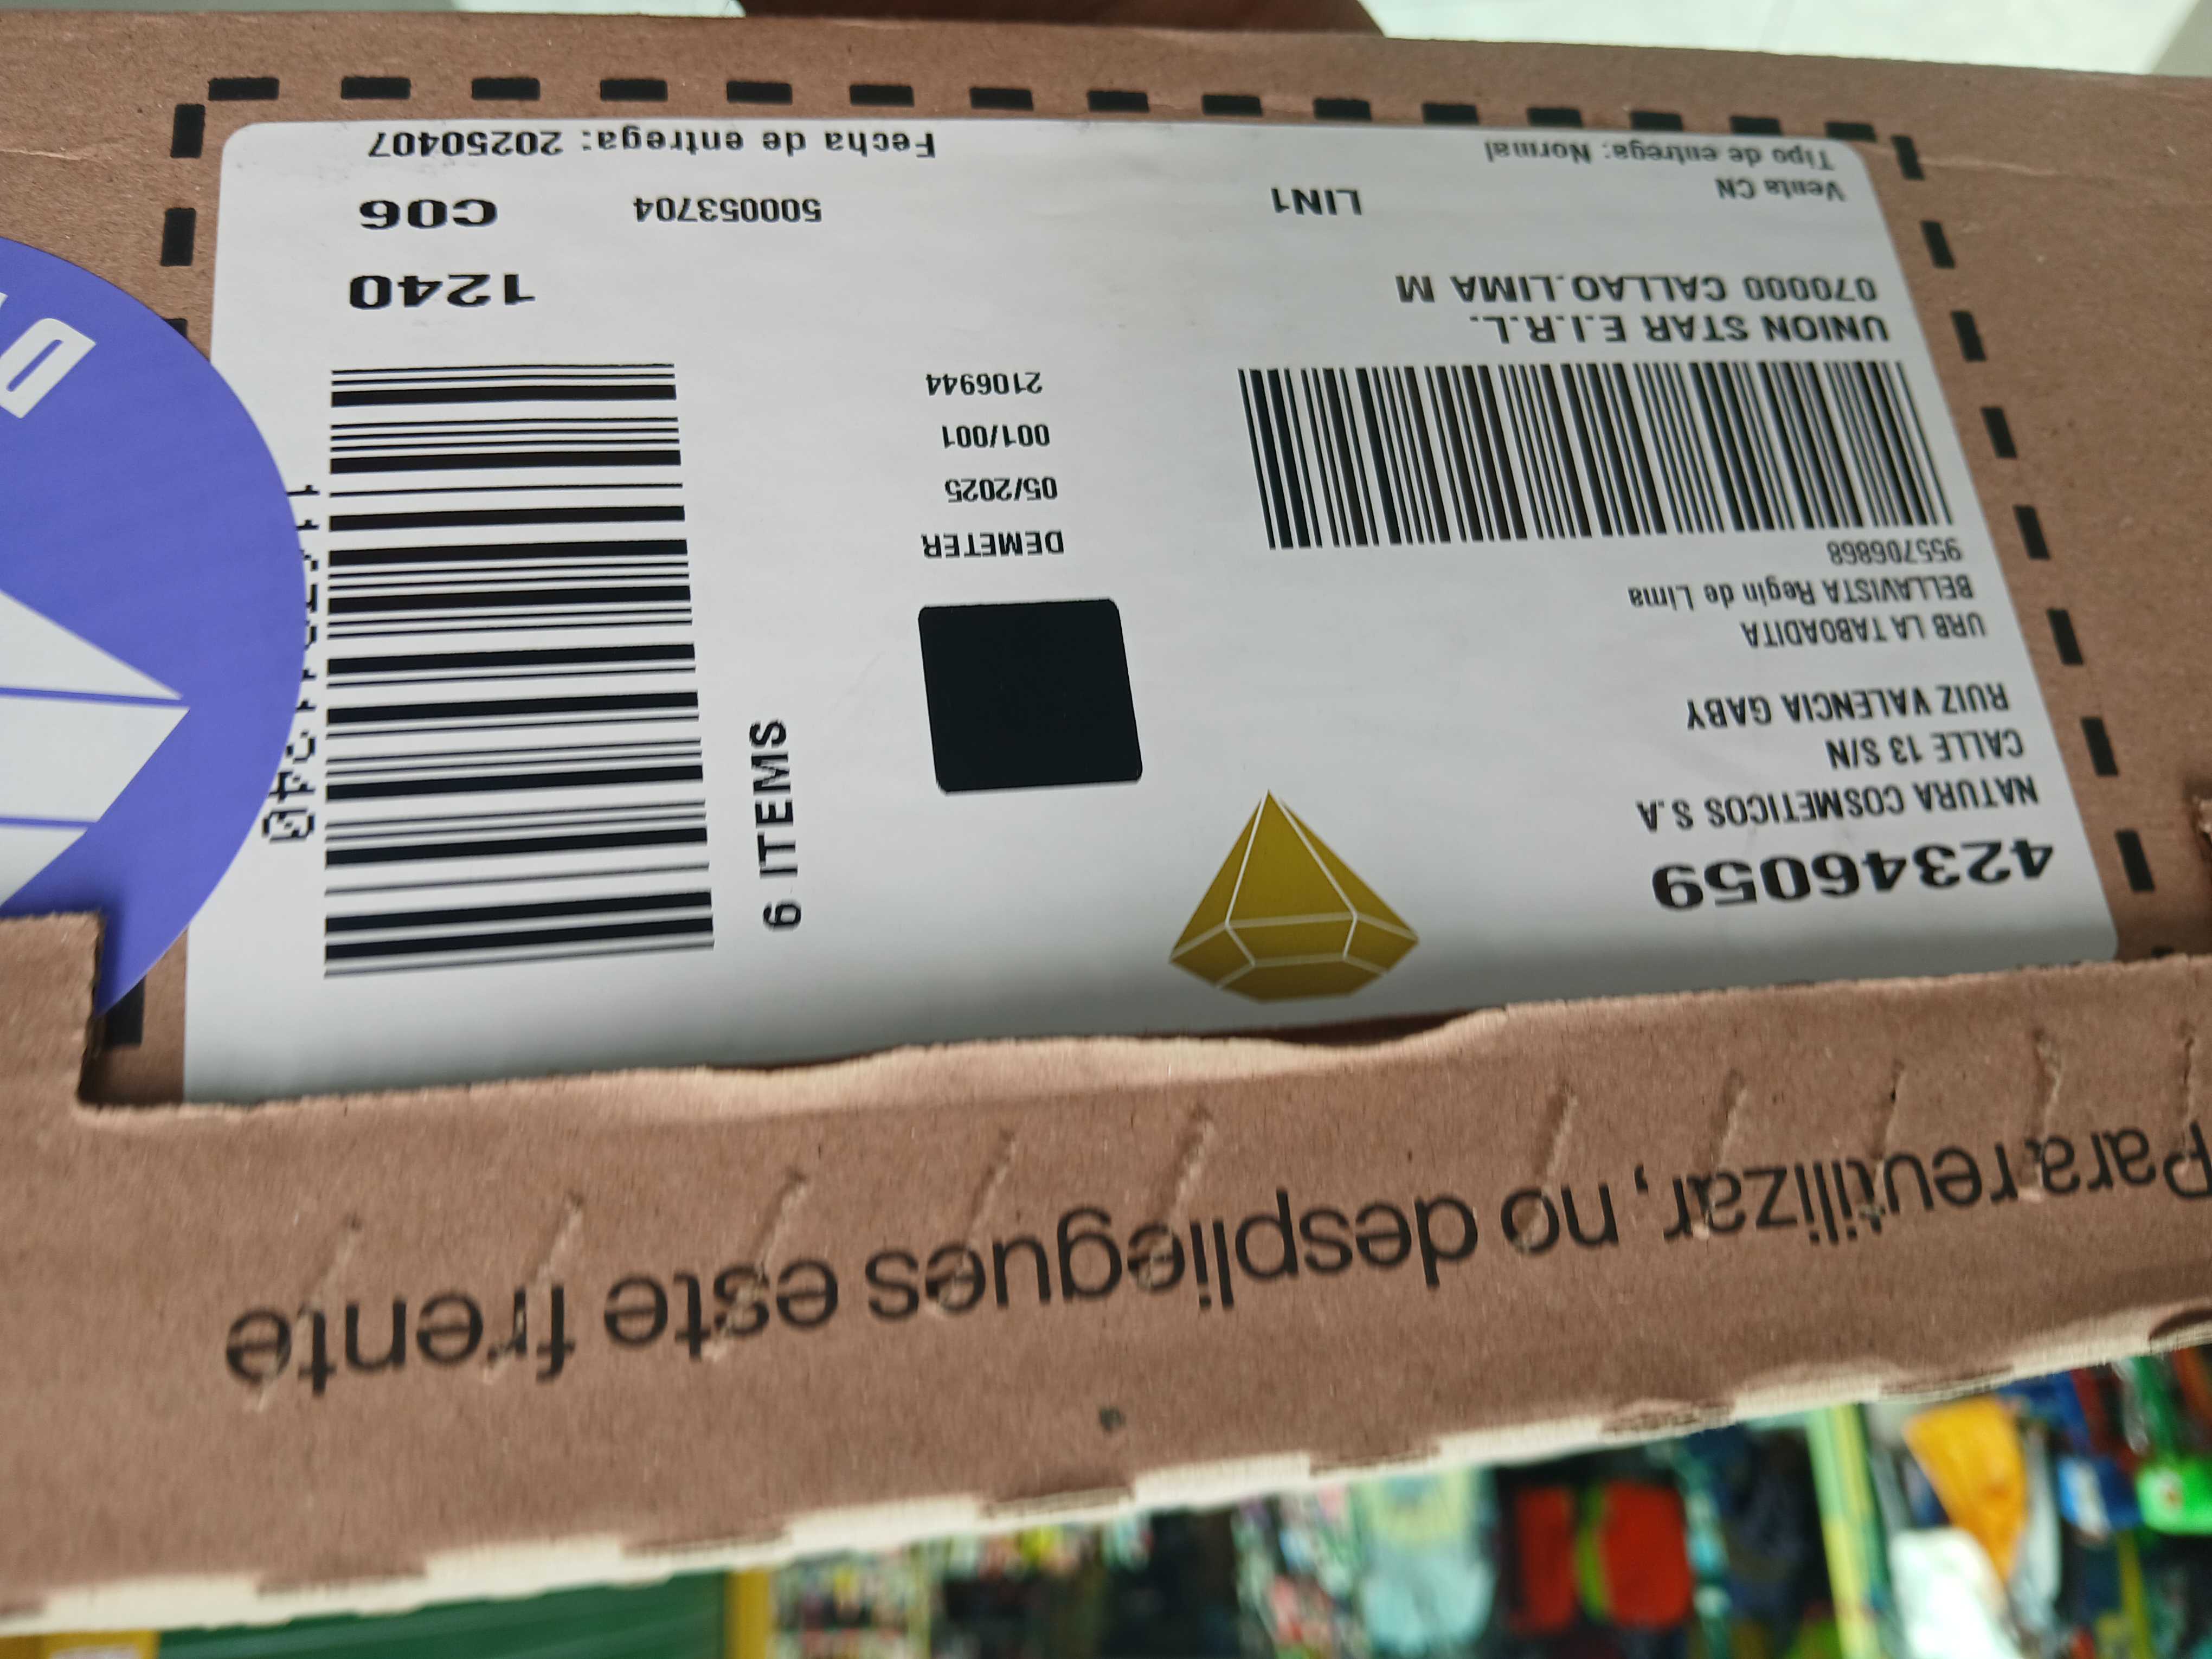 Para reutilizar, no despliegues este frente
42346059
NATURA COSMETICOS S.A
CALLE 13 S/N
RUIZ VALENCIA GABY
URB LA TABOADITA
BELLAVISTA Regin de Lima
955706868
UNION STAR E.I.R.L.
070000 CALLAO.LIMA M
Venta CN
LIN1
Tipo de entrega: Normal
DEMETER
05/2025
001/001
2106944
6 ITEMS
1240
500053704
C06
Fecha de entrega: 20250407